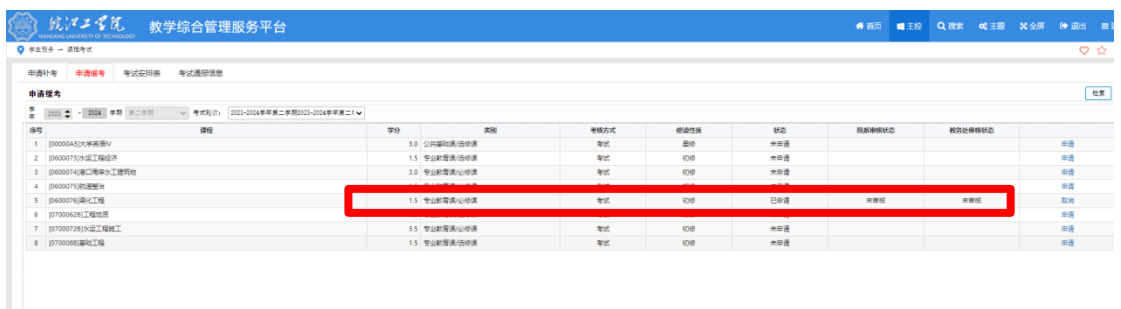 皖江工学院 教学综合管理服务平台 首页 主控 搜索 主题 全屏 退出
WANJIANG UNIVERSITY OF TECHNOLOGY
学生服务 → 课程考试
申请补考 申请缓考 考试安排表 考试通报信息
申请缓考 检索
学年 2023 - 2024 学期 第二学期 考试轮次: 2023-2024学年第二学期2023-2024学年第二
序号 课程 学分 类别 考核方式 修读性质 状态 院部审核状态 教务处审核状态
1 [00000A5]大学英语IV 3.0 公共基础课/选修课 考试 重修 未申请 申请
2 [0600073]水运工程经济 1.5 专业教育课/选修课 考试 初修 未申请 申请
3 [0600074]港口海岸水工建筑物 3.0 专业教育课/必修课 考试 初修 未申请 申请
4 [0600075]航道整治 申请
5 [0600076]渠化工程 1.5 专业教育课/必修课 考试 初修 已申请 未审核 未审核 取消
6 [07000628]工程地质 申请
7 [07000728]水运工程施工 3.5 专业教育课/必修课 考试 初修 未申请 申请
8 [0700088]基础工程 1.5 专业教育课/选修课 考试 初修 未申请 申请